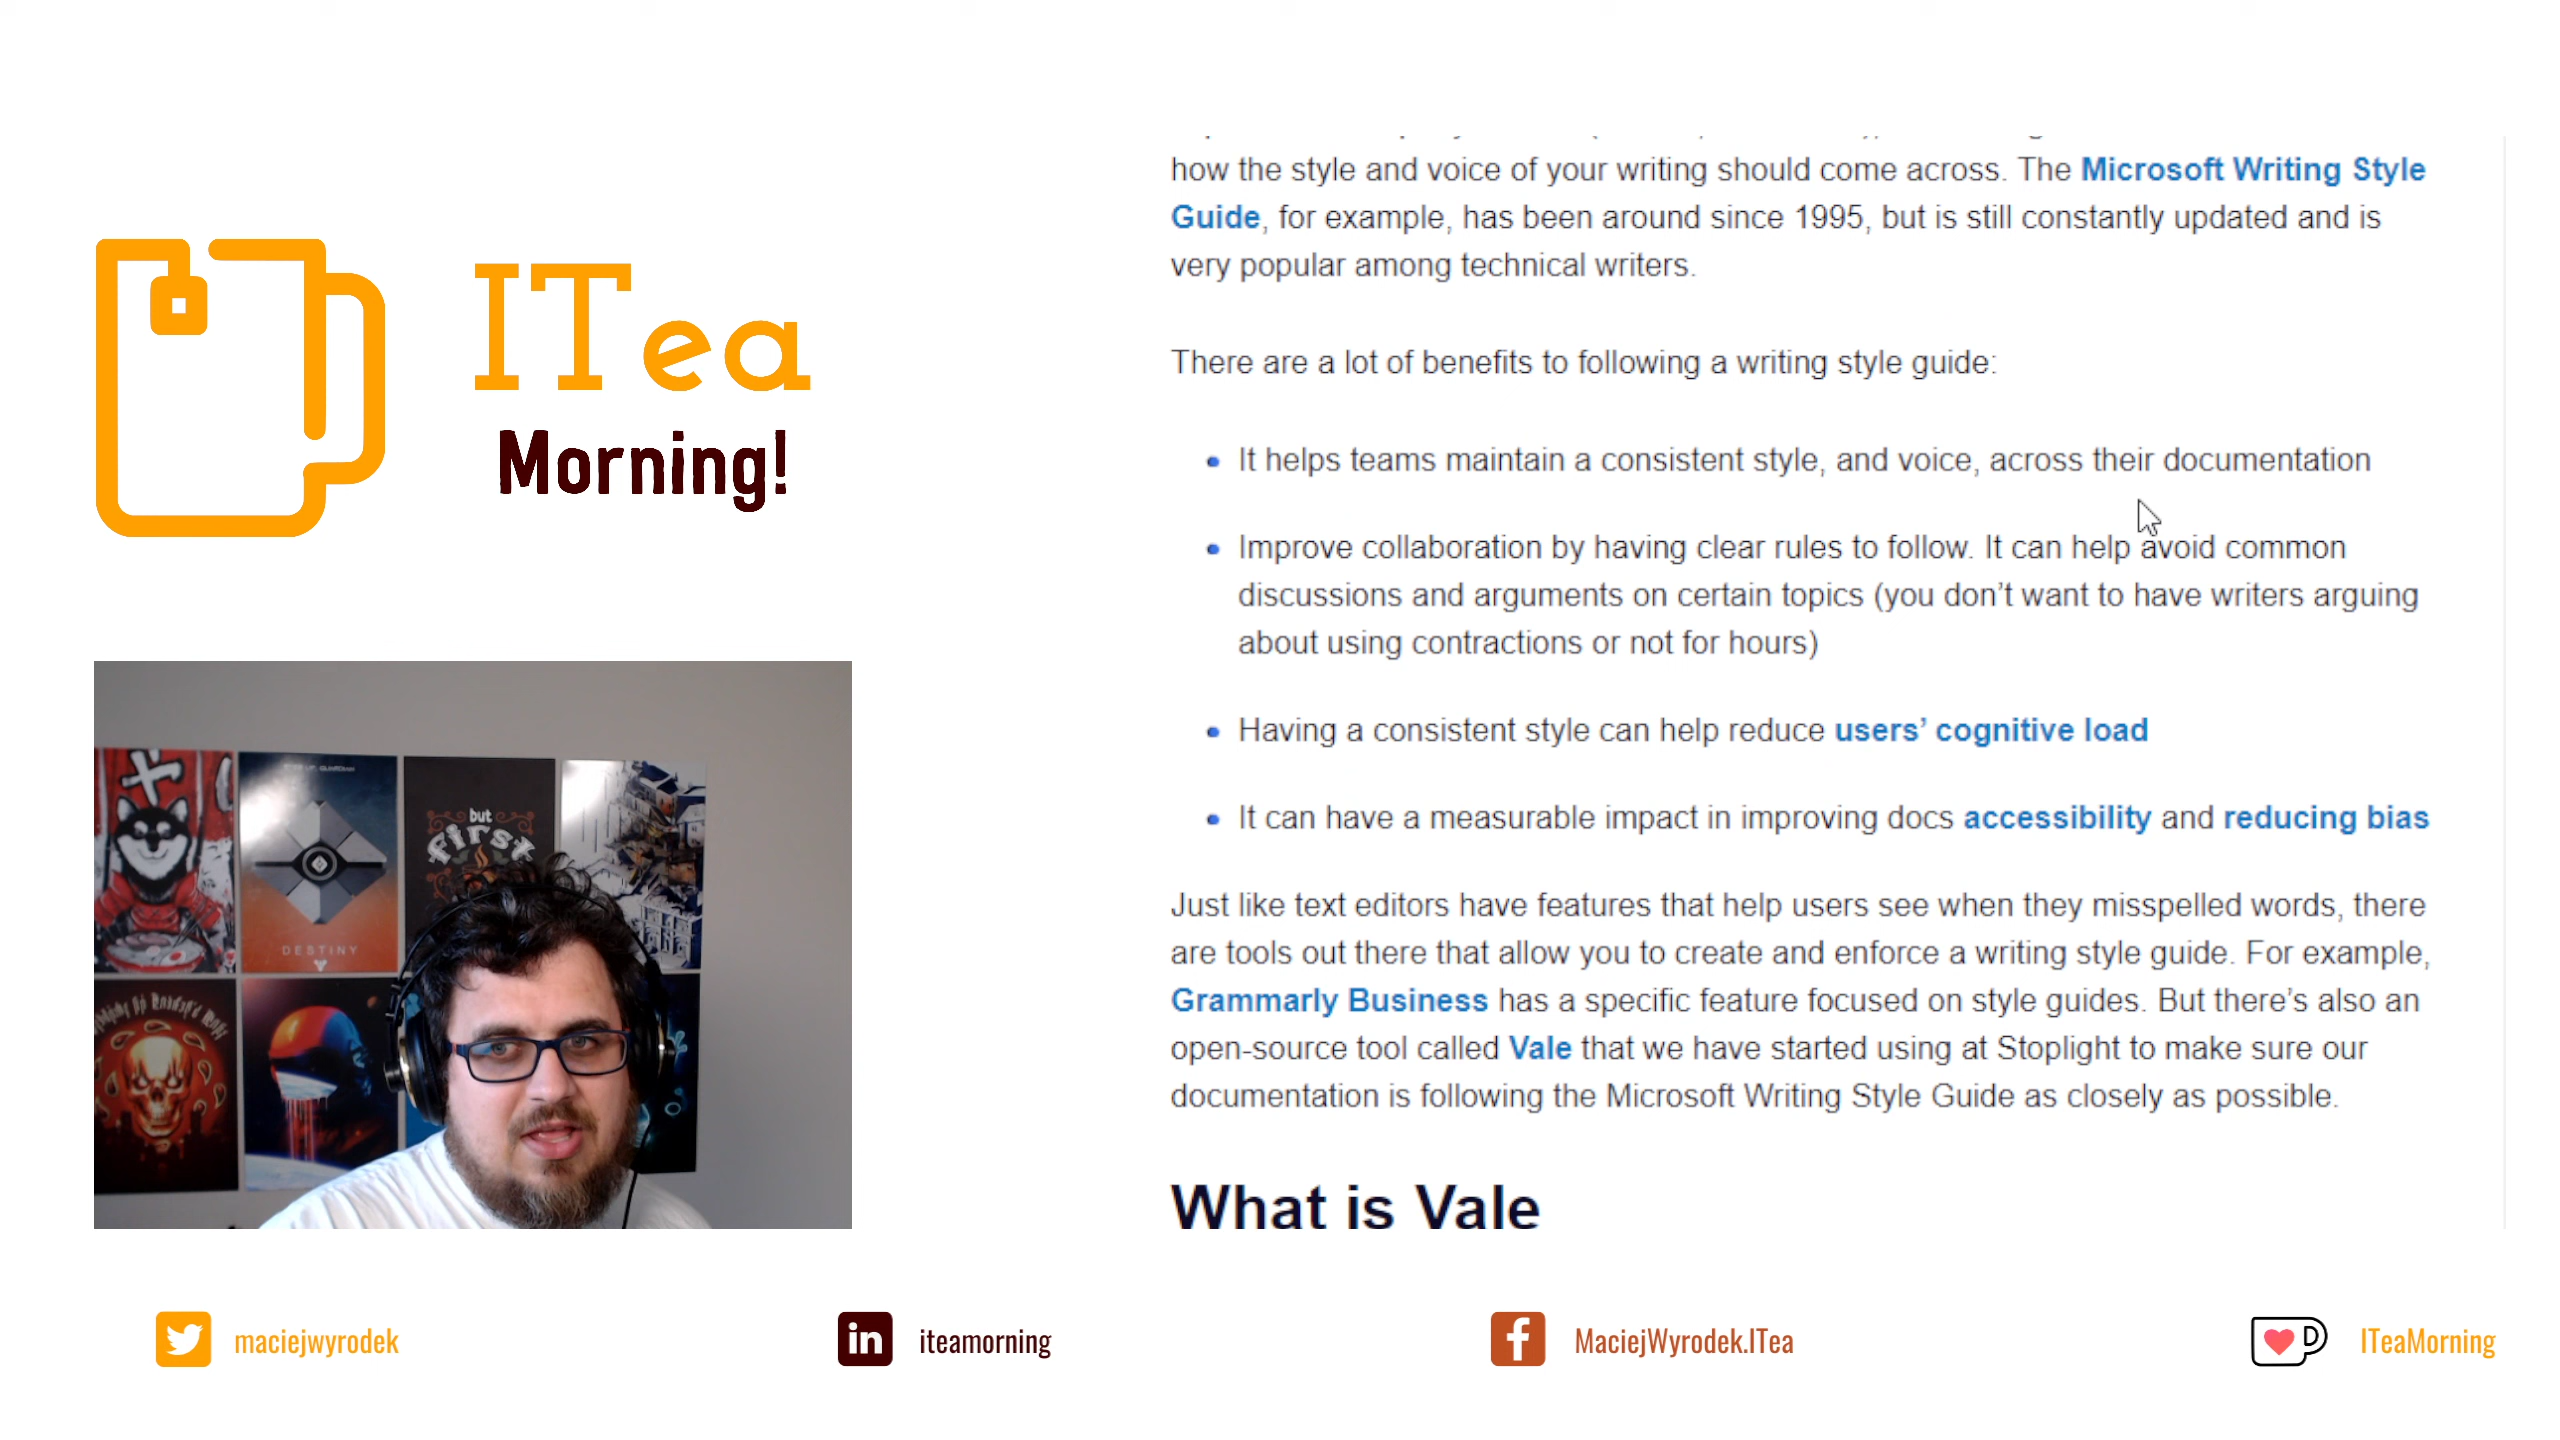 ITea
Morning!
how the style and voice of your writing should come across. The Microsoft Writing Style
Guide, for example, has been around since 1995, but is still constantly updated and is
very popular among technical writers.
There are a lot of benefits to following a writing style guide:
It helps teams maintain a consistent style, and voice, across their documentation
Improve collaboration by having clear rules to follow. It can help avoid common
discussions and arguments on certain topics (you don’t want to have writers arguing
about using contractions or not for hours)
Having a consistent style can help reduce users’ cognitive load
It can have a measurable impact in improving docs accessibility and reducing bias
Just like text editors have features that help users see when they misspelled words, there
are tools out there that allow you to create and enforce a writing style guide. For example,
Grammarly Business has a specific feature focused on style guides. But there’s also an
open-source tool called Vale that we have started using at Stoplight to make sure our
documentation is following the Microsoft Writing Style Guide as closely as possible.
What is Vale
but
first
DESTINY
maciejwyrodek
in iteamorning
MaciejWyrodek.ITea
ITeaMorning